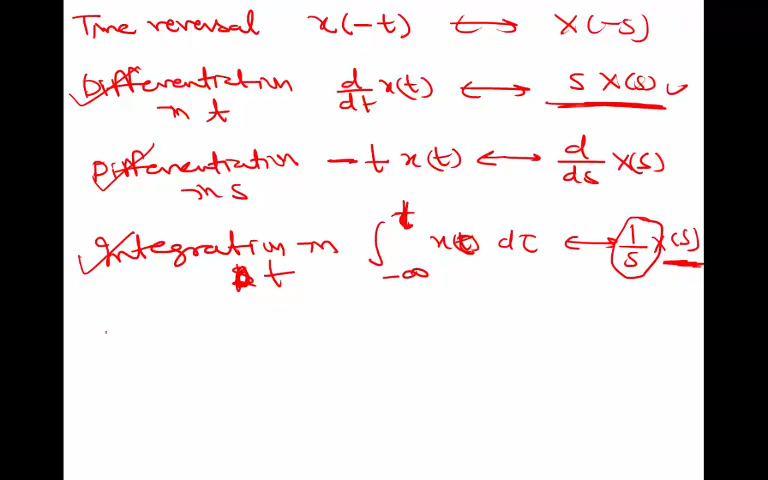 Time reversal x(-t) ⟷ X(-s)
Differentiation d/dt x(t) ⟷ s X(s)
in t
Differentiation -t x(t) ⟷ d/ds X(s)
in s
Integration in ∫_{-∞}^{t} x(τ) dτ ⟷ 1/s X(s)
t